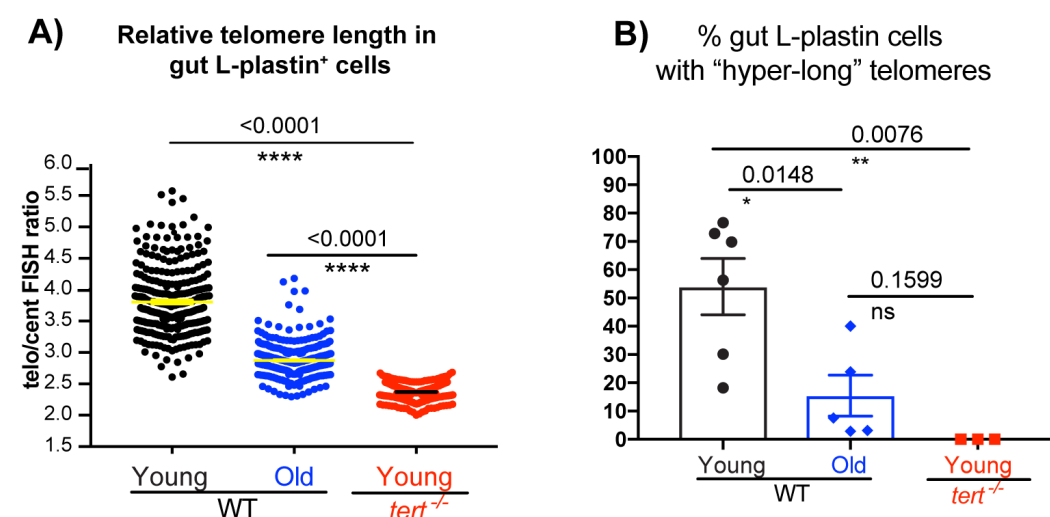 A)
Relative telomere length in
gut L-plastin⁺ cells
<0.0001
****
<0.0001
****
telo/cent FISH ratio
6.0
5.5
5.0
4.5
4.0
3.5
3.0
2.5
2.0
1.5
Young Old Young
WT tert -/-
B)
% gut L-plastin cells
with “hyper-long” telomeres
0.0076
**
0.0148
*
0.1599
ns
100
90
80
70
60
50
40
30
20
10
0
Young Old Young
WT tert -/-